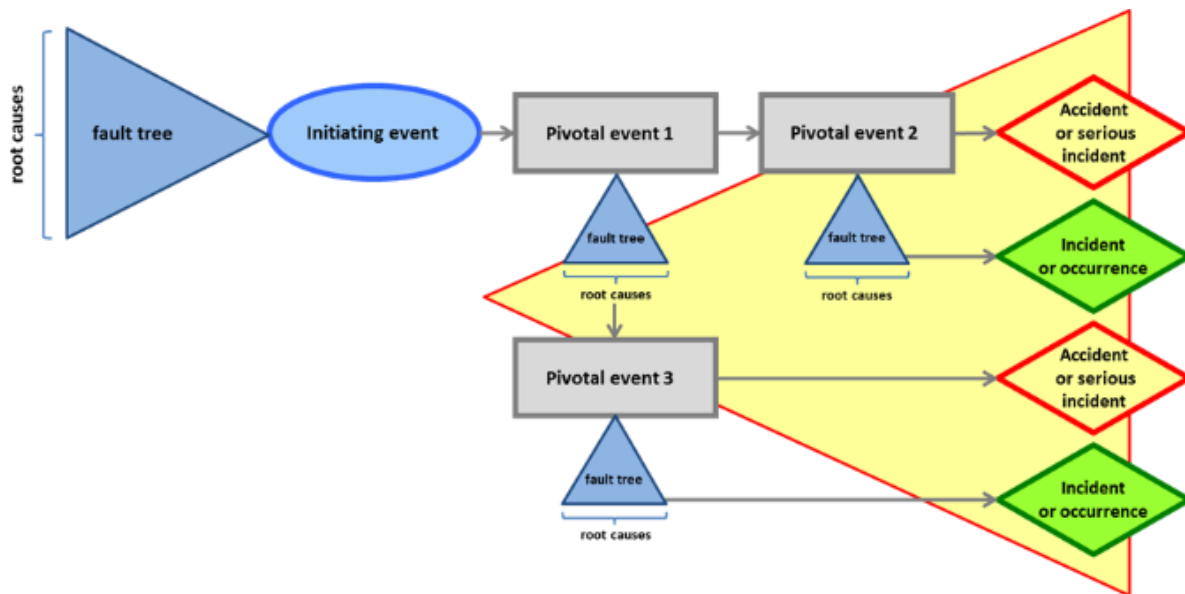 root causes
fault tree
Initiating event
Pivotal event 1
Pivotal event 2
Accident
or serious
incident
fault tree
root causes
fault tree
root causes
Incident
or occurrence
Pivotal event 3
Accident
or serious
incident
fault tree
root causes
Incident
or occurrence